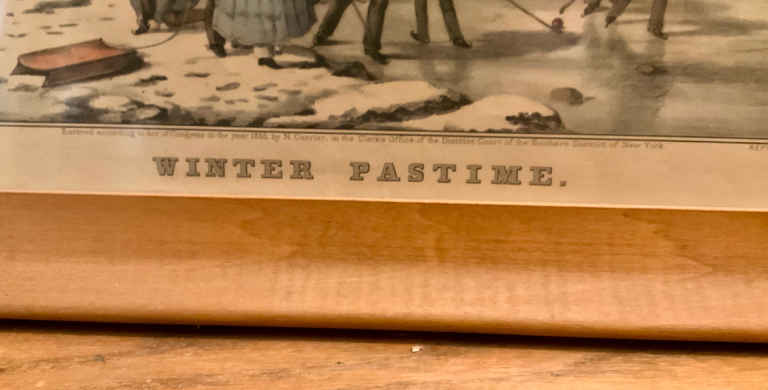 Entered according to act of Congress in the year 1855, by N. Currier, in the Clerk's Office of the District Court of the Southern District of New York
WINTER PASTIME.